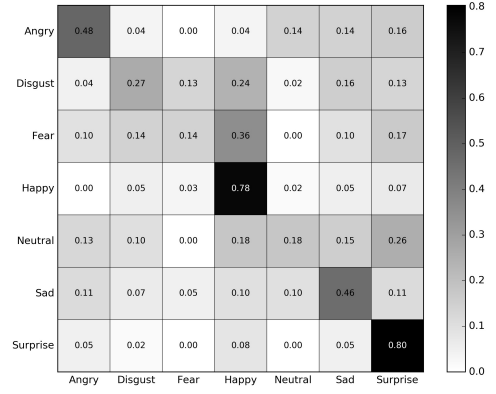 Angry 0.48 0.04 0.00 0.04 0.14 0.14 0.16
Disgust 0.04 0.27 0.13 0.24 0.02 0.16 0.13
Fear 0.10 0.14 0.14 0.36 0.00 0.10 0.17
Happy 0.00 0.05 0.03 0.78 0.02 0.05 0.07
Neutral 0.13 0.10 0.00 0.18 0.18 0.15 0.26
Sad 0.11 0.07 0.05 0.10 0.10 0.46 0.11
Surprise 0.05 0.02 0.00 0.08 0.00 0.05 0.80
Angry Disgust Fear Happy Neutral Sad Surprise
0.8
0.7
0.6
0.5
0.4
0.3
0.2
0.1
0.0